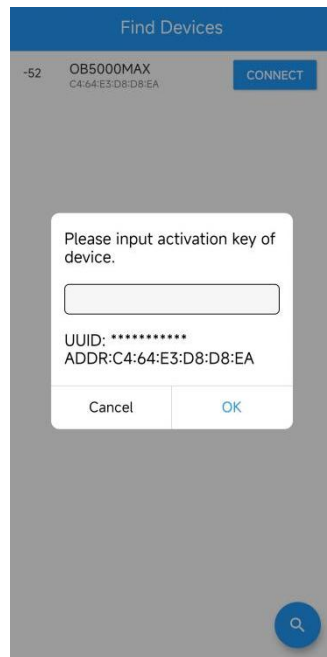 Find Devices
-52 OB5000MAX CONNECT
C4:64:E3:D8:D8:EA
Please input activation key of
device.
UUID: ***********
ADDR:C4:64:E3:D8:D8:EA
Cancel OK